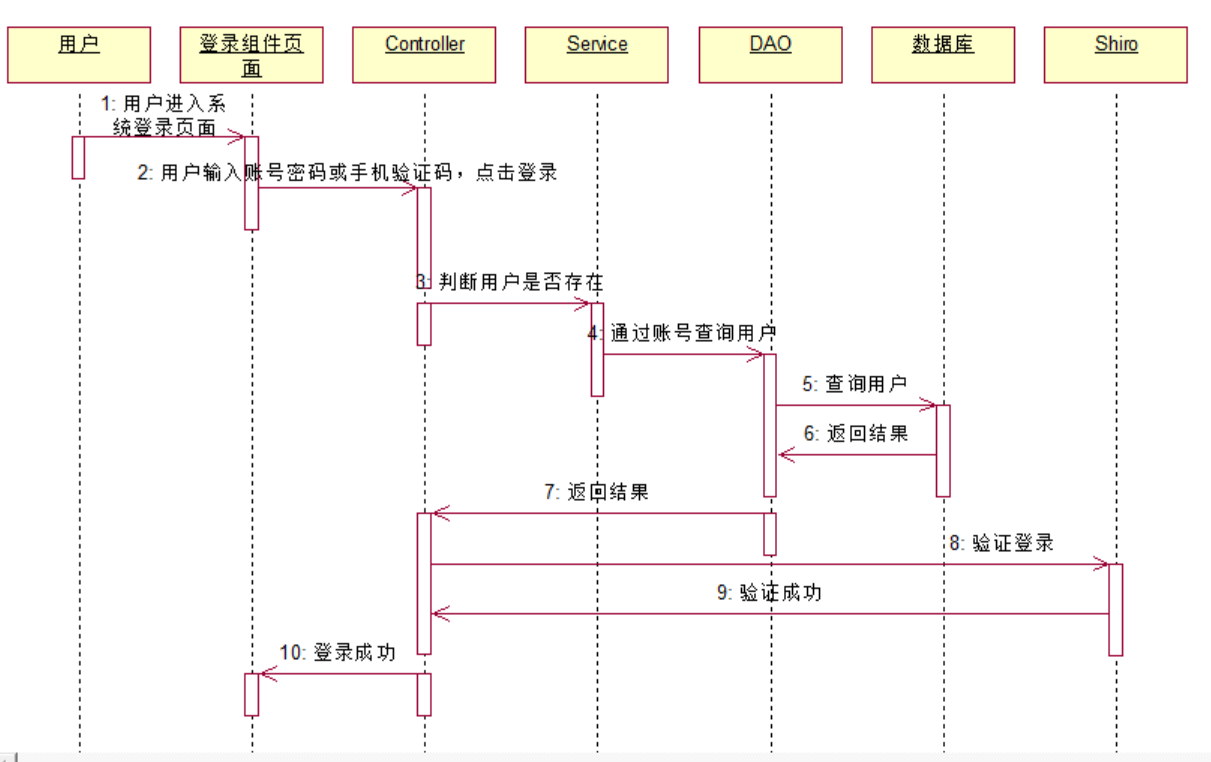 用户
登录组件页
面
Controller
Service
DAO
数据库
Shiro
1: 用户进入系
统登录页面
2: 用户输入账号密码或手机验证码，点击登录
3: 判断用户是否存在
4: 通过账号查询用户
5: 查询用户
6: 返回结果
7: 返回结果
8: 验证登录
9: 验证成功
10: 登录成功